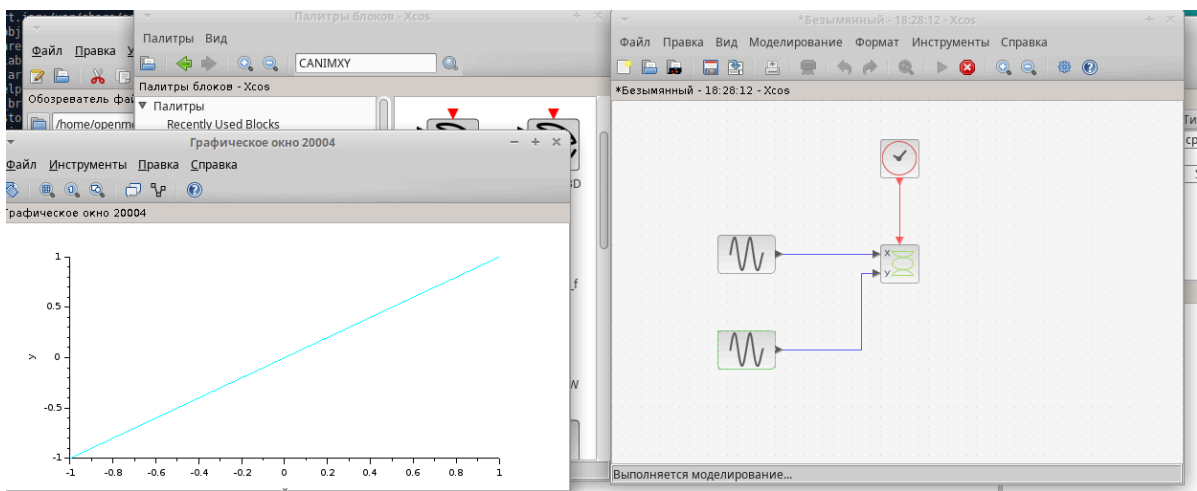 Палитры блоков - Xcos
Палитры Вид
CANIMXY
Палитры блоков - Xcos
Палитры
Recently Used Blocks
Файл Правка У
Обозреватель фай
/home/openmo
Графическое окно 20004
Файл Инструменты Правка Справка
Графическое окно 20004
1
0.5
y
0
-0.5
-1
-1 -0.8 -0.6 -0.4 -0.2 0 0.2 0.4 0.6 0.8 1
*Безымянный - 18:28:12 - Xcos
Файл Правка Вид Моделирование Формат Инструменты Справка
*Безымянный - 18:28:12 - Xcos
X
y
Выполняется моделирование...